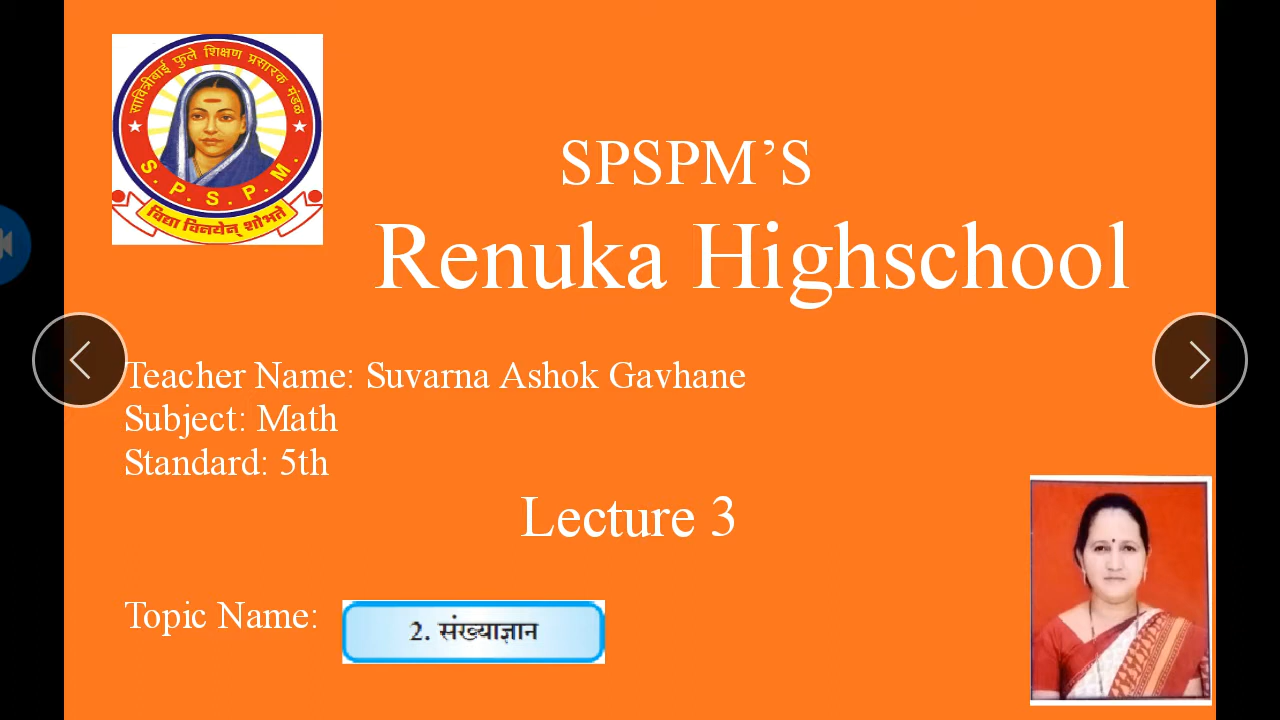 सावित्रीबाई फुले शिक्षण प्रसारक मंडळ
S. P. S. P. M.
विद्या विनयेन् शोभते
SPSPM’S
Renuka Highschool
Teacher Name: Suvarna Ashok Gavhane
Subject: Math
Standard: 5th
Lecture 3
Topic Name:
2. संख्याज्ञान